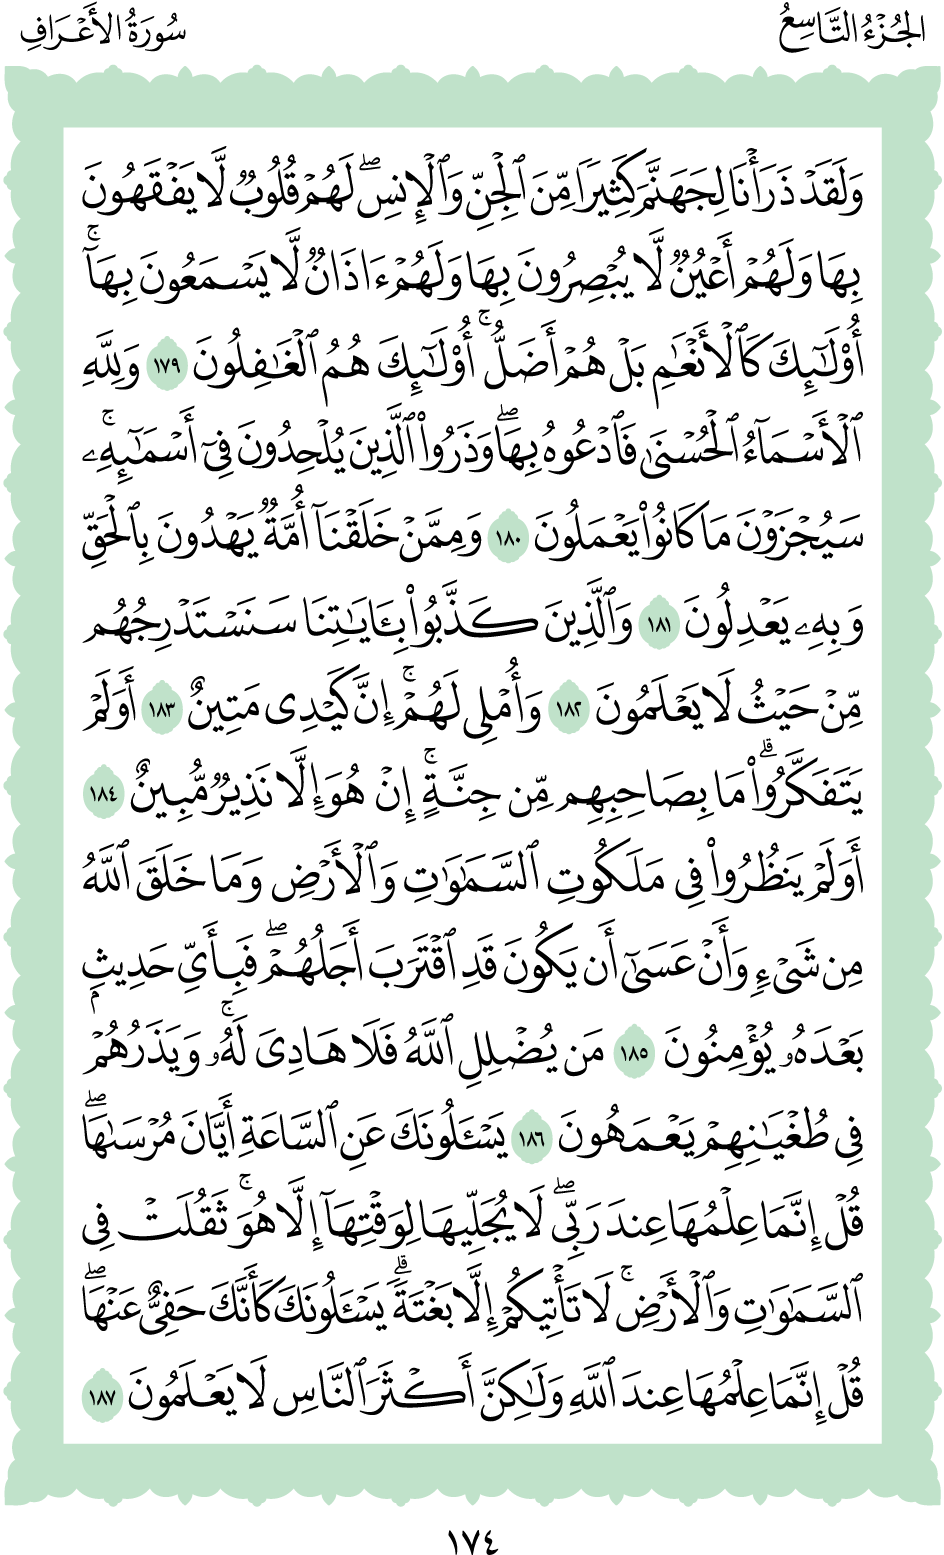 الجُزْءُ التَّاسِعُ
سُورَةُ الأَعْرَافِ
وَلَقَدْ ذَرَأْنَا لِجَهَنَّمَ كَثِيرًا مِّنَ ٱلْجِنِّ وَٱلْإِنسِ ۖ لَهُمْ قُلُوبٌ لَّا يَفْقَهُونَ
بِهَا وَلَهُمْ أَعْيُنٌ لَّا يُبْصِرُونَ بِهَا وَلَهُمْ ءَاذَانٌ لَّا يَسْمَعُونَ بِهَآ ۚ
أُو۟لَـٰٓئِكَ كَٱلْأَنْعَـٰمِ بَلْ هُمْ أَضَلُّ ۚ أُو۟لَـٰٓئِكَ هُمُ ٱلْغَـٰفِلُونَ ١٧٩ وَلِلَّهِ
ٱلْأَسْمَآءُ ٱلْحُسْنَىٰ فَٱدْعُوهُ بِهَا ۖ وَذَرُوا۟ ٱلَّذِينَ يُلْحِدُونَ فِىٓ أَسْمَـٰٓئِهِۦ ۚ
سَيُجْزَوْنَ مَا كَانُوا۟ يَعْمَلُونَ ١٨٠ وَمِمَّنْ خَلَقْنَآ أُمَّةٌ يَهْدُونَ بِٱلْحَقِّ
وَبِهِۦ يَعْدِلُونَ ١٨١ وَٱلَّذِينَ كَذَّبُوا۟ بِـَٔايَـٰتِنَا سَنَسْتَدْرِجُهُم
مِّنْ حَيْثُ لَا يَعْلَمُونَ ١٨٢ وَأُمْلِى لَهُمْ ۚ إِنَّ كَيْدِى مَتِينٌ ١٨٣ أَوَلَمْ
يَتَفَكَّرُوا۟ ۗ مَا بِصَاحِبِهِم مِّن جِنَّةٍ ۚ إِنْ هُوَ إِلَّا نَذِيرٌ مُّبِينٌ ١٨٤
أَوَلَمْ يَنظُرُوا۟ فِى مَلَكُوتِ ٱلسَّمَـٰوَٰتِ وَٱلْأَرْضِ وَمَا خَلَقَ ٱللَّهُ
مِن شَىْءٍ وَأَنْ عَسَىٰٓ أَن يَكُونَ قَدِ ٱقْتَرَبَ أَجَلُهُمْ ۖ فَبِأَىِّ حَدِيثٍۭ
بَعْدَهُۥ يُؤْمِنُونَ ١٨٥ مَن يُضْلِلِ ٱللَّهُ فَلَا هَادِىَ لَهُۥ ۚ وَيَذَرُهُمْ
فِى طُغْيَـٰنِهِمْ يَعْمَهُونَ ١٨٦ يَسْـَٔلُونَكَ عَنِ ٱلسَّاعَةِ أَيَّانَ مُرْسَىٰهَا ۖ
قُلْ إِنَّمَا عِلْمُهَا عِندَ رَبِّى ۖ لَا يُجَلِّيهَا لِوَقْتِهَآ إِلَّا هُوَ ۚ ثَقُلَتْ فِى
ٱلسَّمَـٰوَٰتِ وَٱلْأَرْضِ ۚ لَا تَأْتِيكُمْ إِلَّا بَغْتَةً ۗ يَسْـَٔلُونَكَ كَأَنَّكَ حَفِىٌّ عَنْهَا ۖ
قُلْ إِنَّمَا عِلْمُهَا عِندَ ٱللَّهِ وَلَـٰكِنَّ أَكْثَرَ ٱلنَّاسِ لَا يَعْلَمُونَ ١٨٧
١٧٤